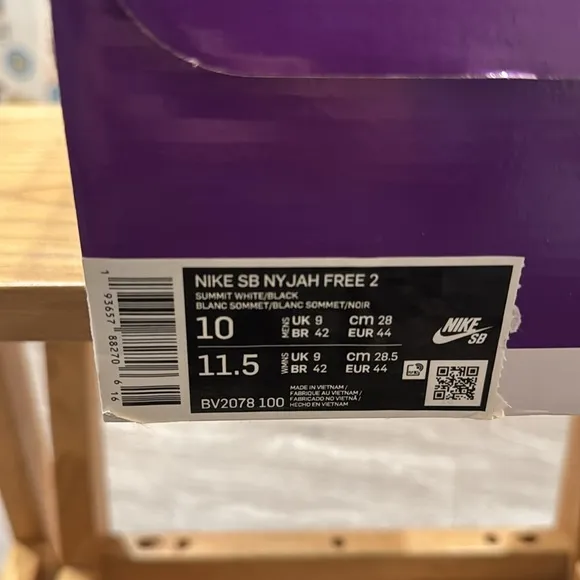 NIKE SB NYJAH FREE 2
SUMMIT WHITE/BLACK
BLANC SOMMET/BLANC SOMMET/NOIR
10 MENS UK 9 CM 28
BR 42 EUR 44
11.5 WMNS UK 9 CM 28.5
BR 42 EUR 44
BV2078 100
MADE IN VIETNAM /
FABRIQUE AU VIETNAM /
FABRICADO NO VIETNÃ /
HECHO EN VIETNAM
NIKE SB
1 93657 88270 6 16